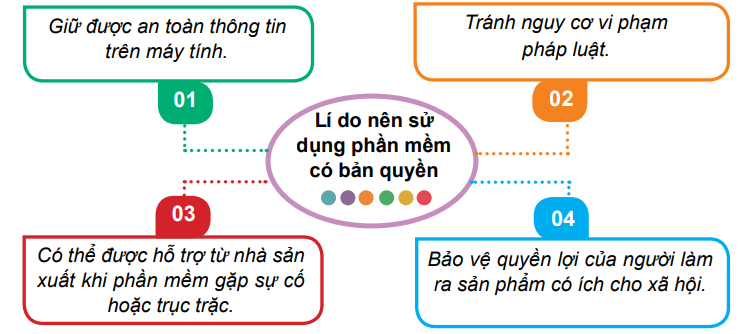 Giữ được an toàn thông tin
trên máy tính.
01
Tránh nguy cơ vi phạm
pháp luật.
02
Lí do nên sử
dụng phần mềm
có bản quyền
03
Có thể được hỗ trợ từ nhà sản
xuất khi phần mềm gặp sự cố
hoặc trục trặc.
04
Bảo vệ quyền lợi của người làm
ra sản phẩm có ích cho xã hội.